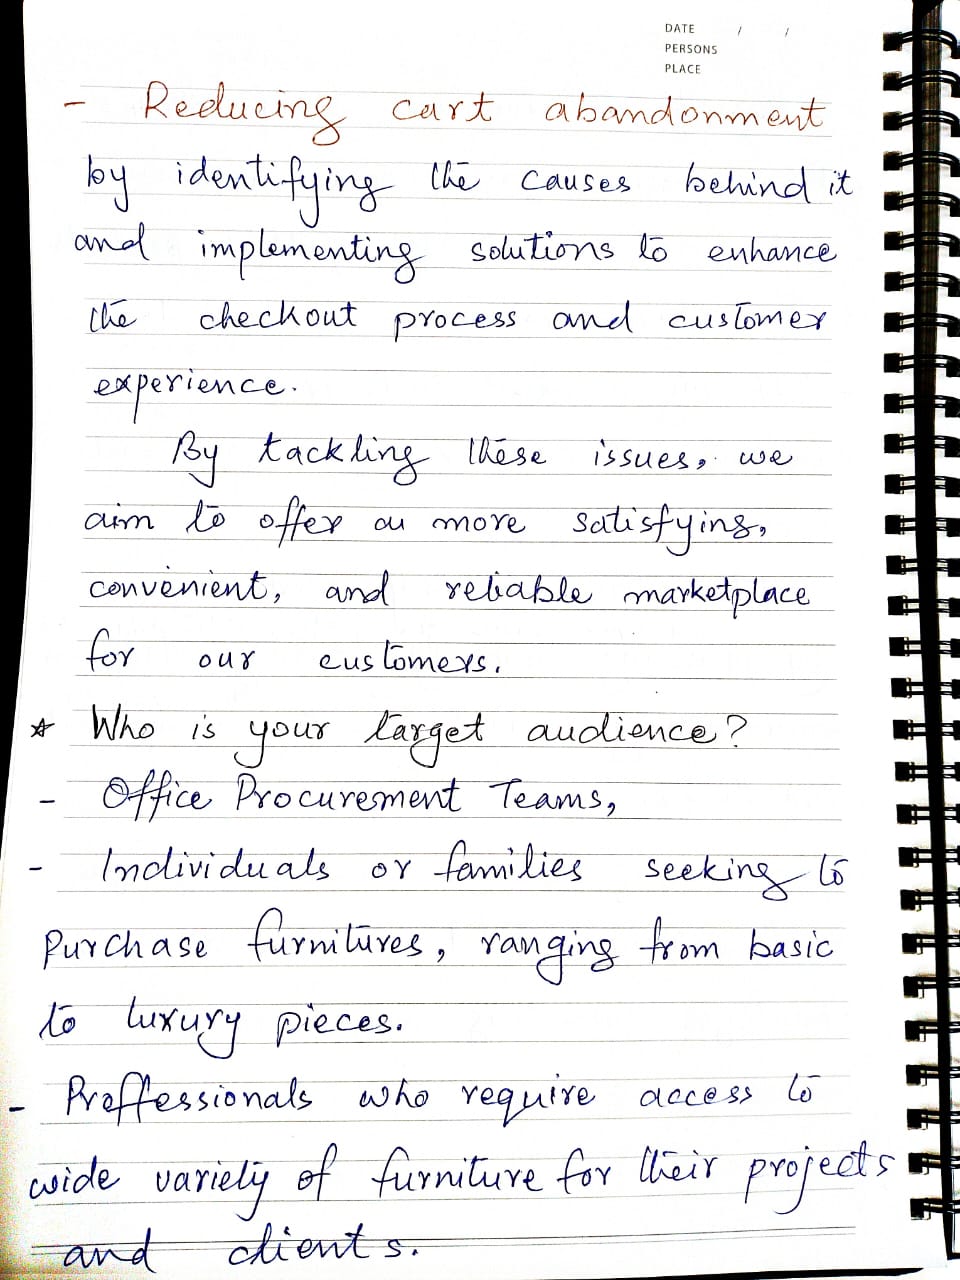 DATE / /
PERSONS
PLACE
- Reducing cart abandonment
by identifying the causes behind it
and implementing solutions to enhance
the checkout process and customer
experience.
By tackling these issues, we
aim to offer a more satisfying,
convenient, and reliable marketplace
for our customers.
☆ Who is your target audience?
- Office Procurement Teams,
- Individuals or families seeking to
Purchase furnitures, ranging from basic
to luxury pieces.
- Proffessionals who require access to
wide variety of furniture for their projects
and clients.